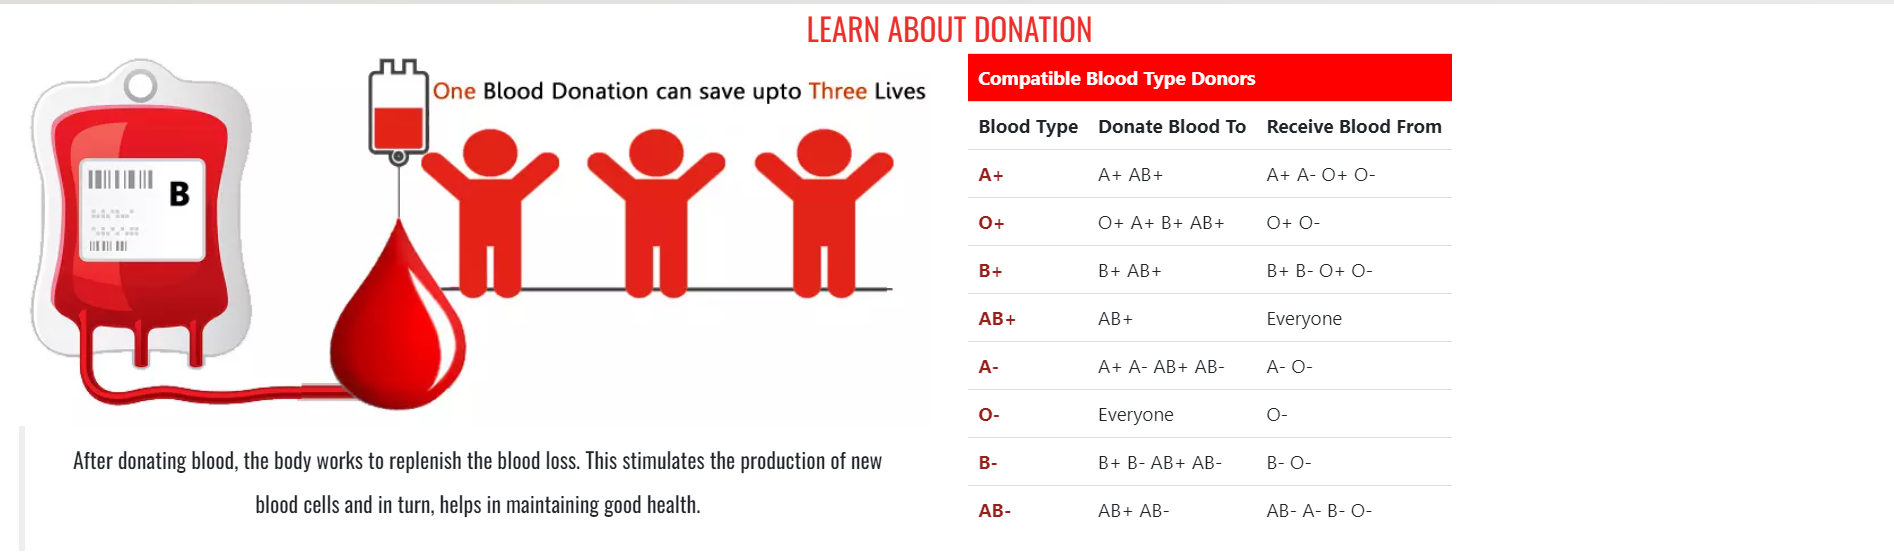 LEARN ABOUT DONATION
One Blood Donation can save upto Three Lives
B
After donating blood, the body works to replenish the blood loss. This stimulates the production of new
blood cells and in turn, helps in maintaining good health.
Compatible Blood Type Donors
Blood Type Donate Blood To Receive Blood From
A+ A+ AB+ A+ A- O+ O-
O+ O+ A+ B+ AB+ O+ O-
B+ B+ AB+ B+ B- O+ O-
AB+ AB+ Everyone
A- A+ A- AB+ AB- A- O-
O- Everyone O-
B- B+ B- AB+ AB- B- O-
AB- AB+ AB- AB- A- B- O-